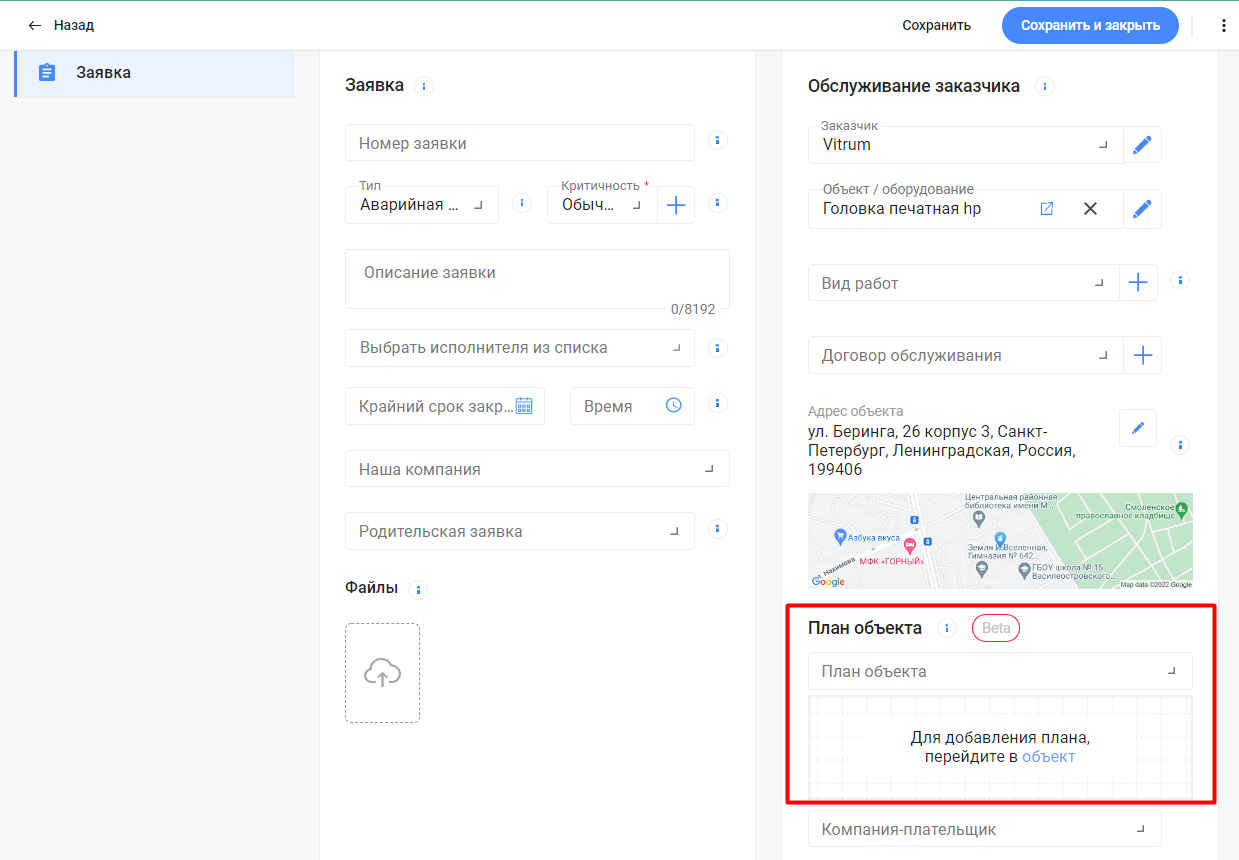 Назад
Сохранить
Сохранить и закрыть
Заявка
Заявка
Номер заявки
Тип
Аварийная ...
Критичность *
Обыч...
Описание заявки
0/8192
Выбрать исполнителя из списка
Крайний срок закр...
Время
Наша компания
Родительская заявка
Файлы
Обслуживание заказчика
Заказчик
Vitrum
Объект / оборудование
Головка печатная hp
Вид работ
Договор обслуживания
Адрес объекта
ул. Беринга, 26 корпус 3, Санкт-
Петербург, Ленинградская, Россия,
199406
Центральная районная
библиотека имени М...
Смоленское
православное кладбище
Азбука вкуса
Земля и Вселенная,
Гимназия № 642...
МФК «ГОРНЫЙ»
ул. Нахимова
ГБОУ школа № 15
Василеостровского...
Google
Map data ©2022 Google
План объекта
Beta
План объекта
Для добавления плана,
перейдите в объект
Компания-плательщик